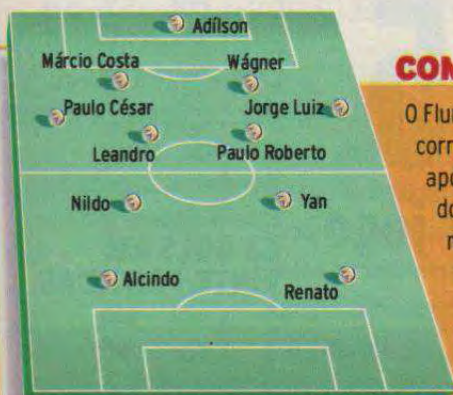 Adílson
Márcio Costa
Wágner
Paulo César
Jorge Luiz
Leandro
Paulo Roberto
Nildo
Yan
Alcindo
Renato
CON
O Flur
corr
apo
do